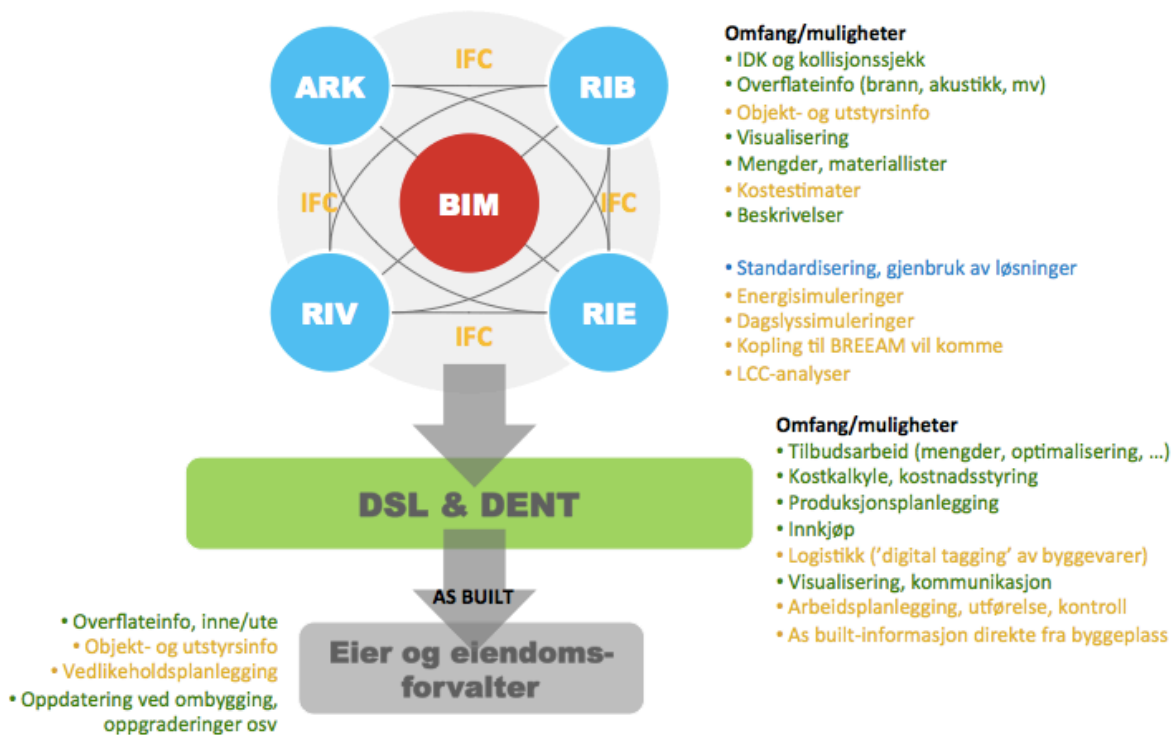 ARK
IFC
RIB
IFC
BIM
IFC
RIV
IFC
RIE
Omfang/muligheter
• IDK og kollisjonssjekk
• Overflateinfo (brann, akustikk, mv)
• Objekt- og utstyrsinfo
• Visualisering
• Mengder, materiallister
• Kostestimater
• Beskrivelser
• Standardisering, gjenbruk av løsninger
• Energisimuleringer
• Dagslyssimuleringer
• Kopling til BREEAM vil komme
• LCC-analyser
DSL & DENT
Omfang/muligheter
• Tilbudsarbeid (mengder, optimalisering, ...)
• Kostkalkyle, kostnadsstyring
• Produksjonsplanlegging
• Innkjøp
• Logistikk ('digital tagging' av byggevarer)
• Visualisering, kommunikasjon
• Arbeidsplanlegging, utførelse, kontroll
• As built-informasjon direkte fra byggeplass
AS BUILT
Eier og eiendoms-
forvalter
• Overflateinfo, inne/ute
• Objekt- og utstyrsinfo
• Vedlikeholdsplanlegging
• Oppdatering ved ombygging,
oppgraderinger osv